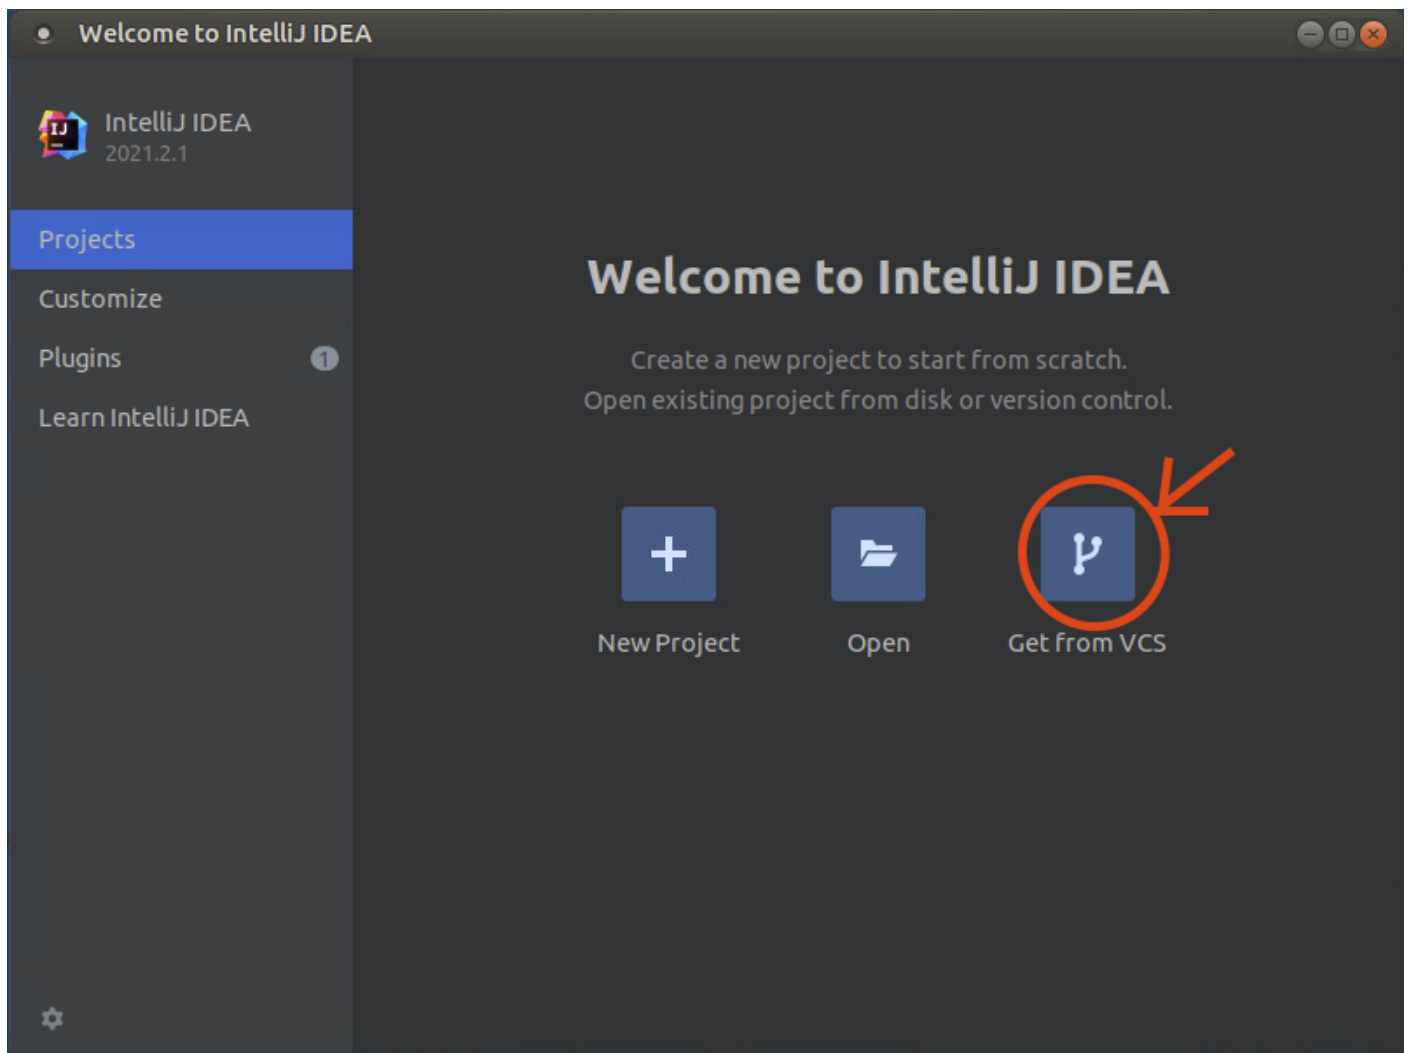 Welcome to IntelliJ IDEA
IJ
IntelliJ IDEA
2021.2.1
Projects
Customize
Plugins
1
Learn IntelliJ IDEA
Welcome to IntelliJ IDEA
Create a new project to start from scratch.
Open existing project from disk or version control.
New Project
Open
Get from VCS